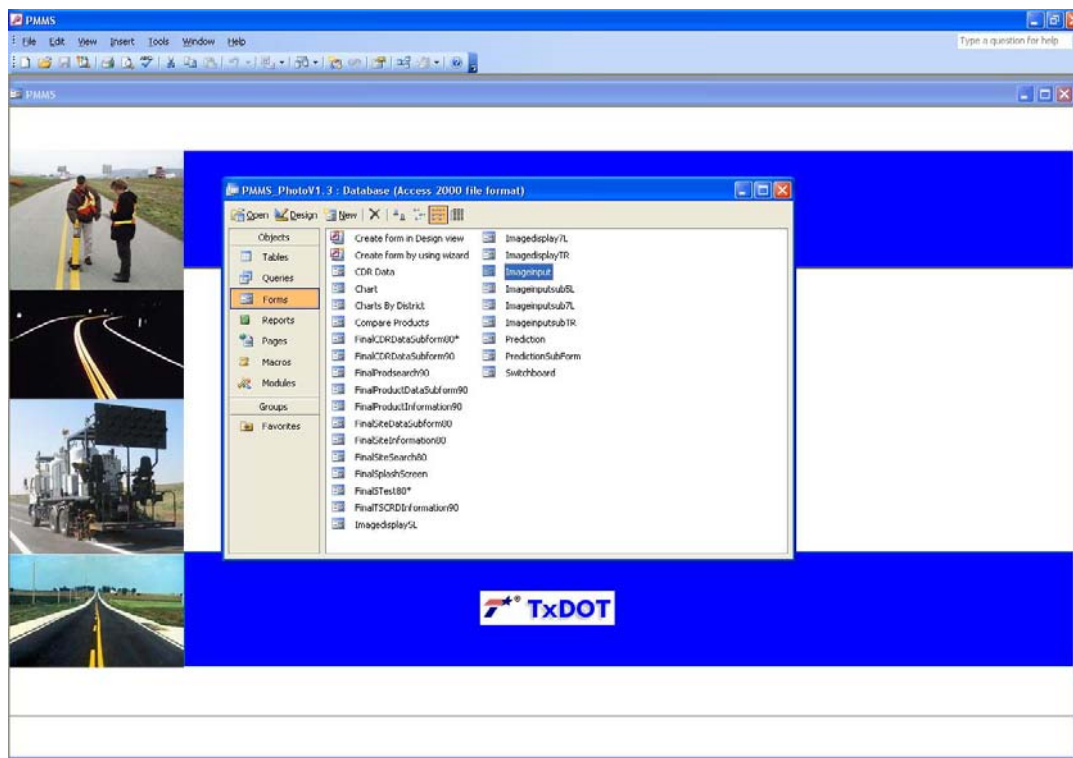 PMMS
File Edit View Insert Tools Window Help
Type a question for help
PMMS
PMMS_PhotoV1.3 : Database (Access 2000 file format)
Open Design New
Objects
Tables
Queries
Forms
Reports
Pages
Macros
Modules
Groups
Favorites
Create form in Design view
Create form by using wizard
CDR Data
Chart
Charts By District
Compare Products
FinalCDRDataSubform80*
FinalCDRDataSubform90
FinalProdsearch90
FinalProductDataSubform90
FinalProductInformation90
FinalSiteDataSubform80
FinalSiteInformation80
FinalSiteSearch80
FinalSplashScreen
FinalSTest80*
FinalTSCRDInformation90
Imagedisplay5L
Imagedisplay7L
ImagedisplayTR
Imageinput
Imageinputsub5L
Imageinputsub7L
ImageinputsubTR
Prediction
PredictionSubForm
Switchboard
TxDOT